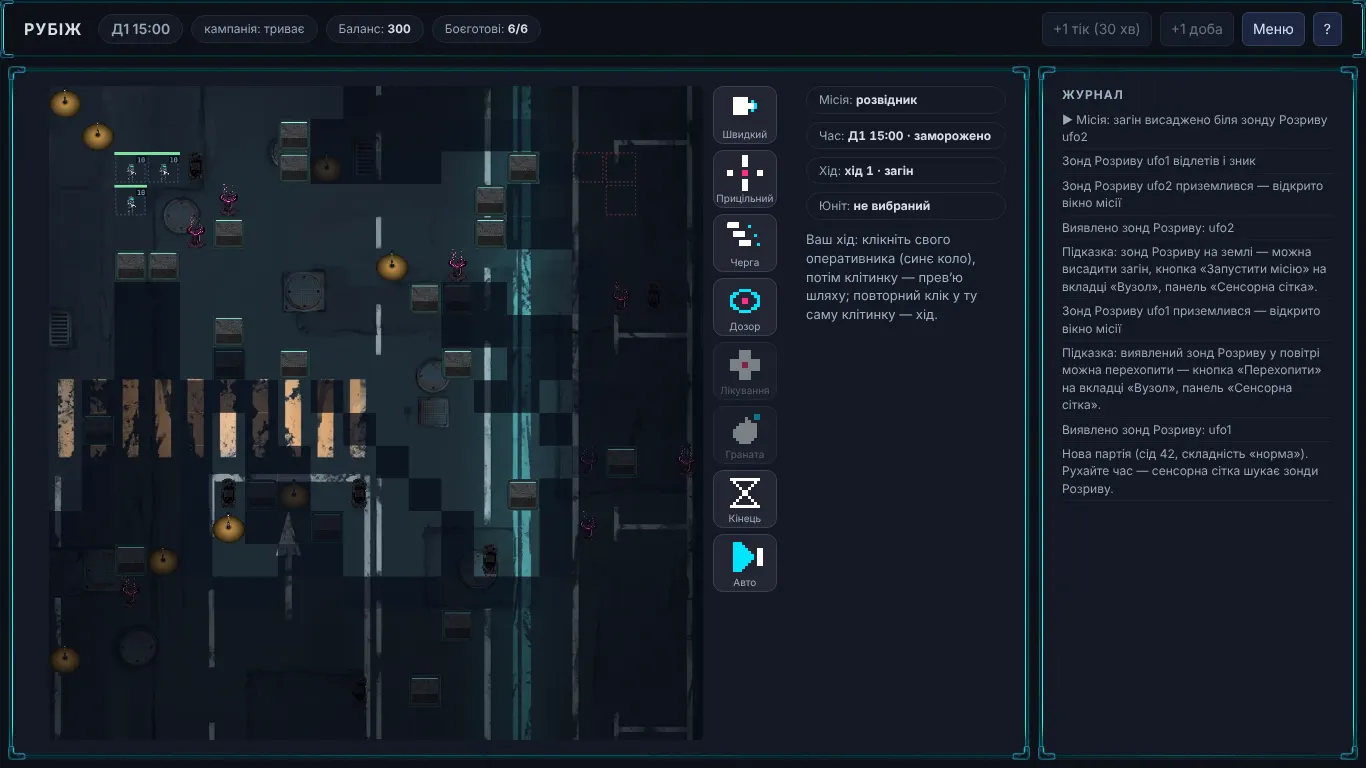 РУБІЖ
Д1 15:00
кампанія: триває
Баланс: 300
Боєготові: 6/6
+1 тік (30 хв)
+1 доба
Меню
?
10
10
10
Швидкий
Прицільний
Черга
Дозор
Лікування
Граната
Кінець
Авто
Місія: розвідник
Час: Д1 15:00 · заморожено
Хід: хід 1 · загін
Юніт: не вибраний
Ваш хід: клікніть свого
оперативника (синє коло),
потім клітинку — прев’ю
шляху; повторний клік у ту
саму клітинку — хід.
ЖУРНАЛ
▶ Місія: загін висаджено біля зонду Розриву
ufo2
Зонд Розриву ufo1 відлетів і зник
Зонд Розриву ufo2 приземлився — відкрито
вікно місії
Виявлено зонд Розриву: ufo2
Підказка: зонд Розриву на землі — можна
висадити загін, кнопка «Запустити місію» на
вкладці «Вузол», панель «Сенсорна сітка».
Зонд Розриву ufo1 приземлився — відкрито
вікно місії
Підказка: виявлений зонд Розриву у повітрі
можна перехопити — кнопка «Перехопити»
на вкладці «Вузол», панель «Сенсорна
сітка».
Виявлено зонд Розриву: ufo1
Нова партія (сід 42, складність «норма»).
Рухайте час — сенсорна сітка шукає зонди
Розриву.